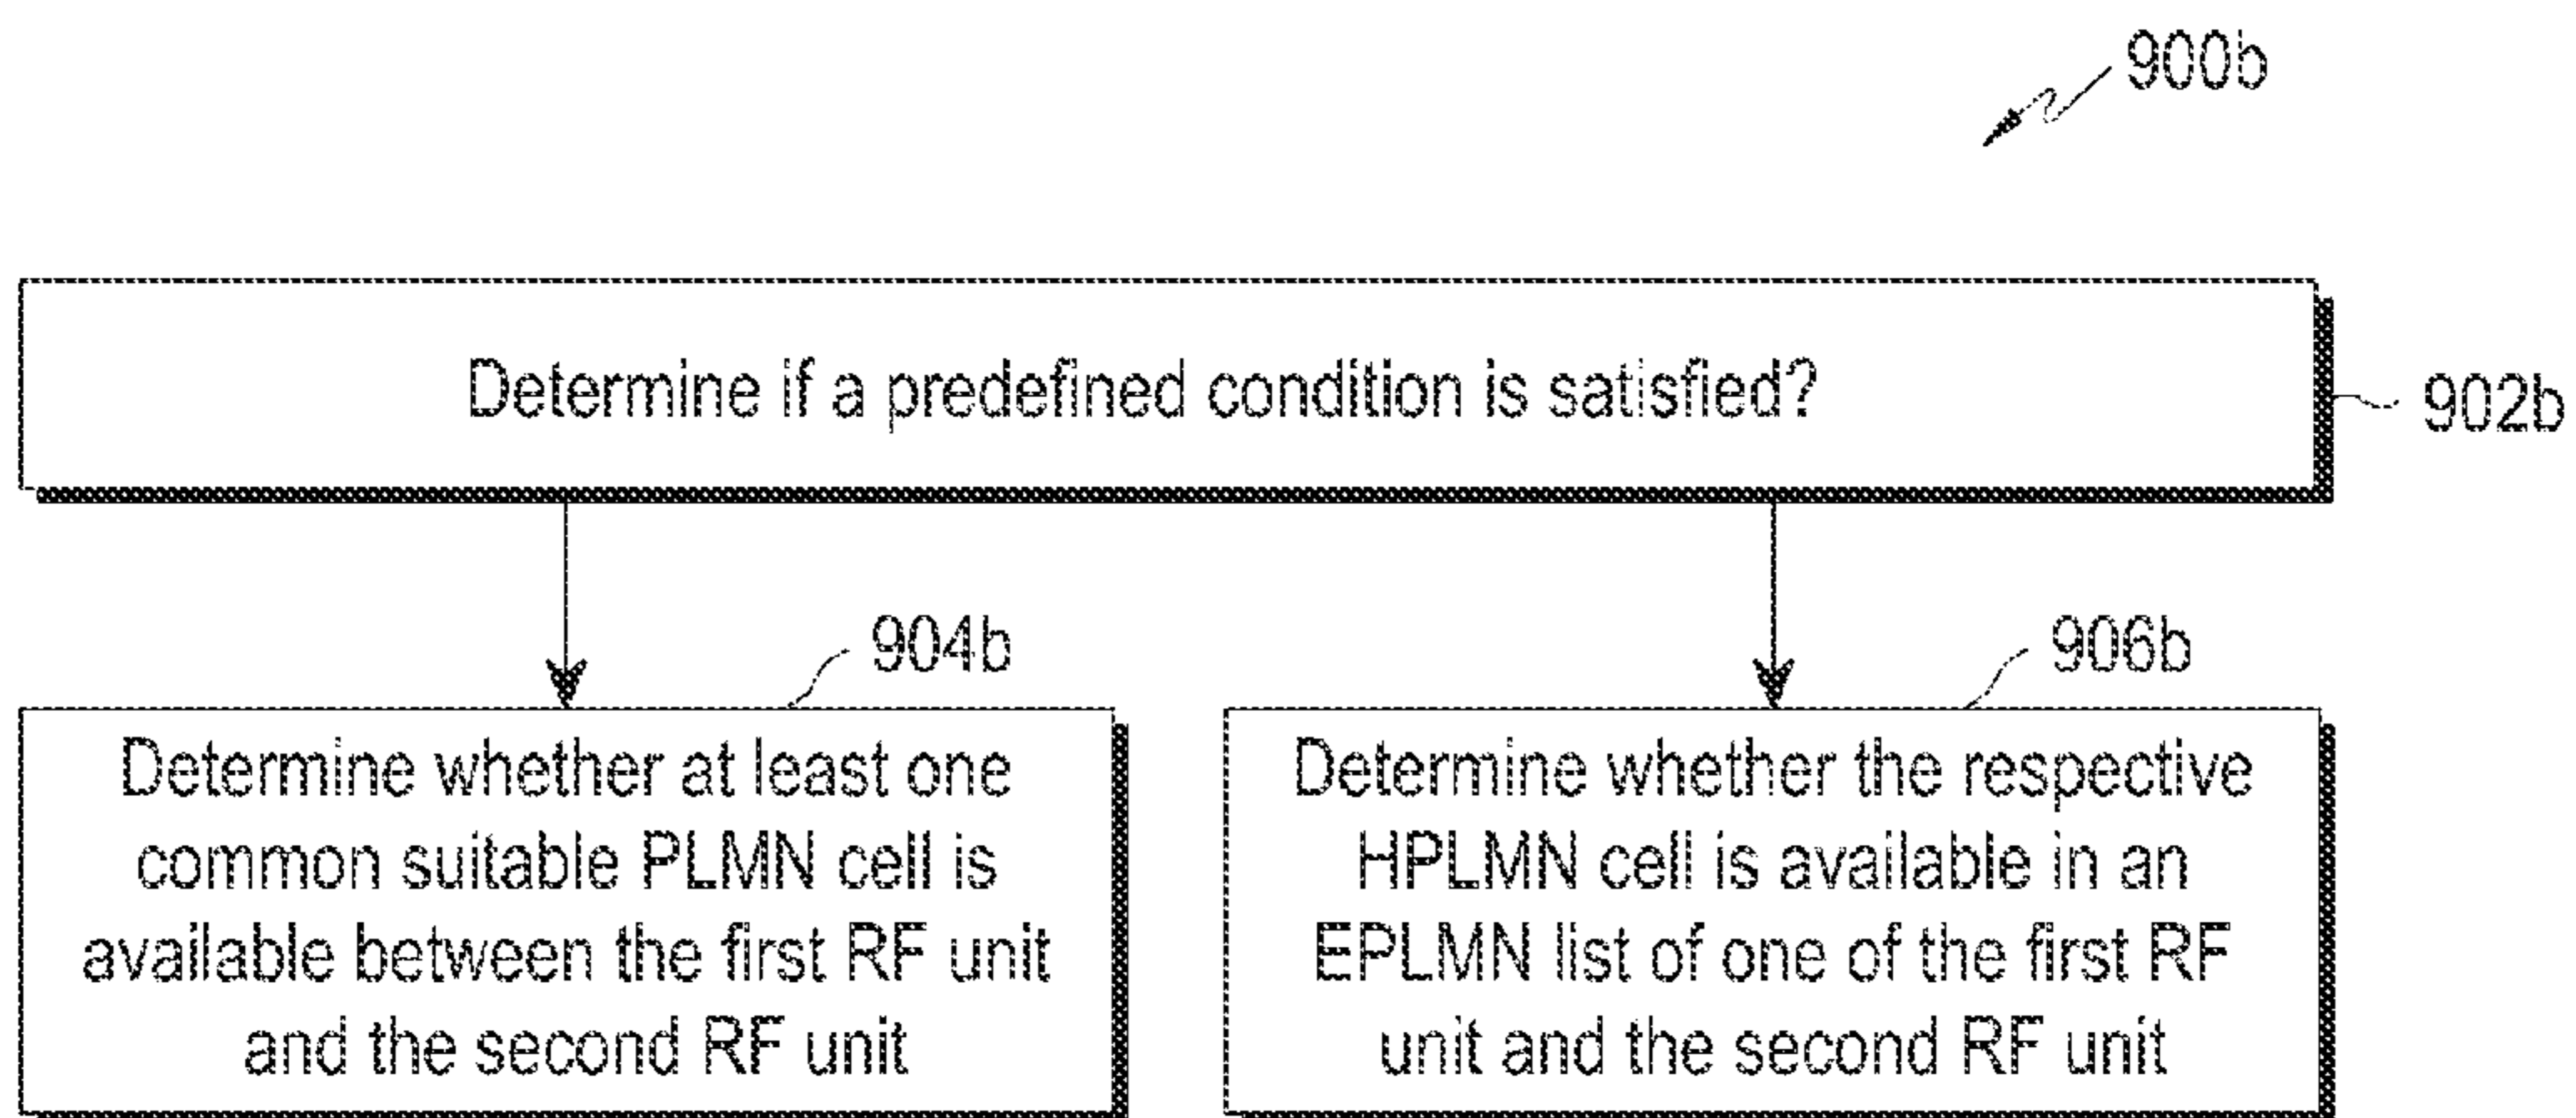 900b
Determine if a predefined condition is satisfied?
902b
904b
906b
Determine whether at least one
common suitable PLMN cell is
available between the first RF unit
and the second RF unit
Determine whether the respective
HPLMN cell is available in an
EPLMN list of one of the first RF
unit and the second RF unit